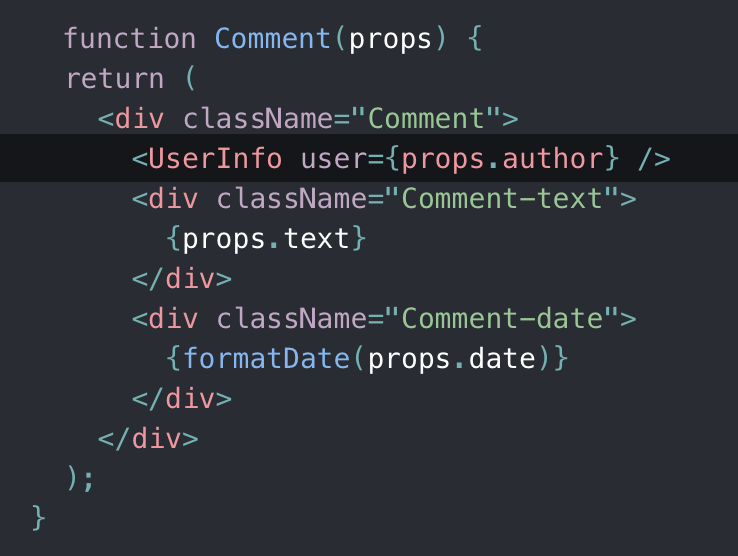 function Comment(props) {
return (
<div className="Comment">
<UserInfo user={props.author} />
<div className="Comment-text">
{props.text}
</div>
<div className="Comment-date">
{formatDate(props.date)}
</div>
</div>
);
}